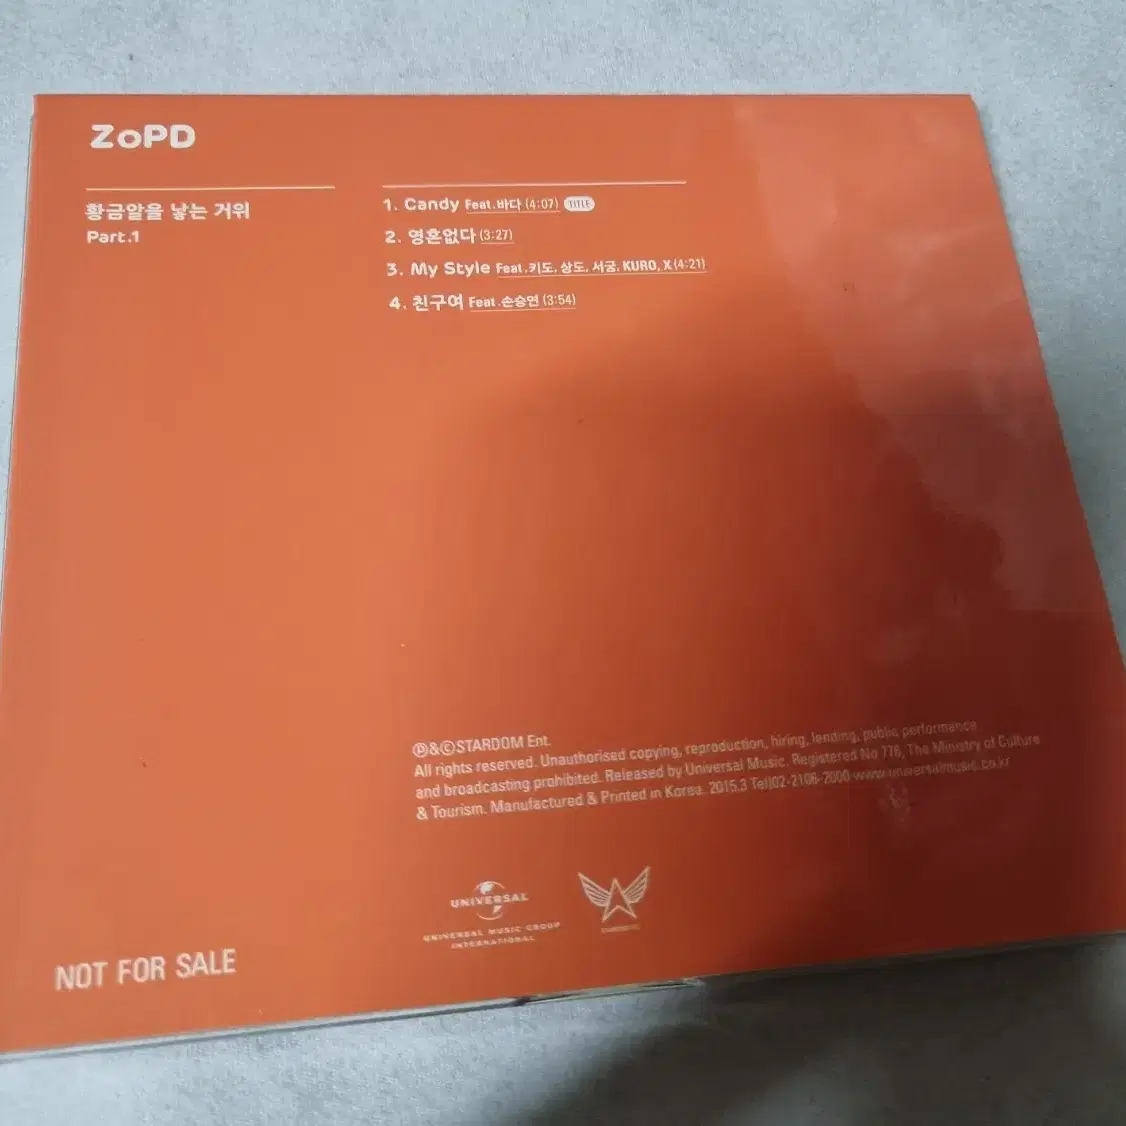 ZoPD
황금알을 낳는 거위
Part.1
1. Candy Feat.바다 (4:07) TITLE
2. 영혼없다 (3:27)
3. My Style Feat.키도, 상도, 서궁, KURO, X (4:21)
4. 친구여 Feat.손승연 (3:54)
Ⓟ&ⒸSTARDOM Ent.
All rights reserved. Unauthorised copying, reproduction, hiring, lending, public performance
and broadcasting prohibited. Released by Universal Music. Registered No 776, The Ministry of Culture
& Tourism. Manufactured & Printed in Korea. 2015.3 Tel)02-2106-2000 www.universalmusic.co.kr
UNIVERSAL
UNIVERSAL MUSIC GROUP
INTERNATIONAL
NOT FOR SALE